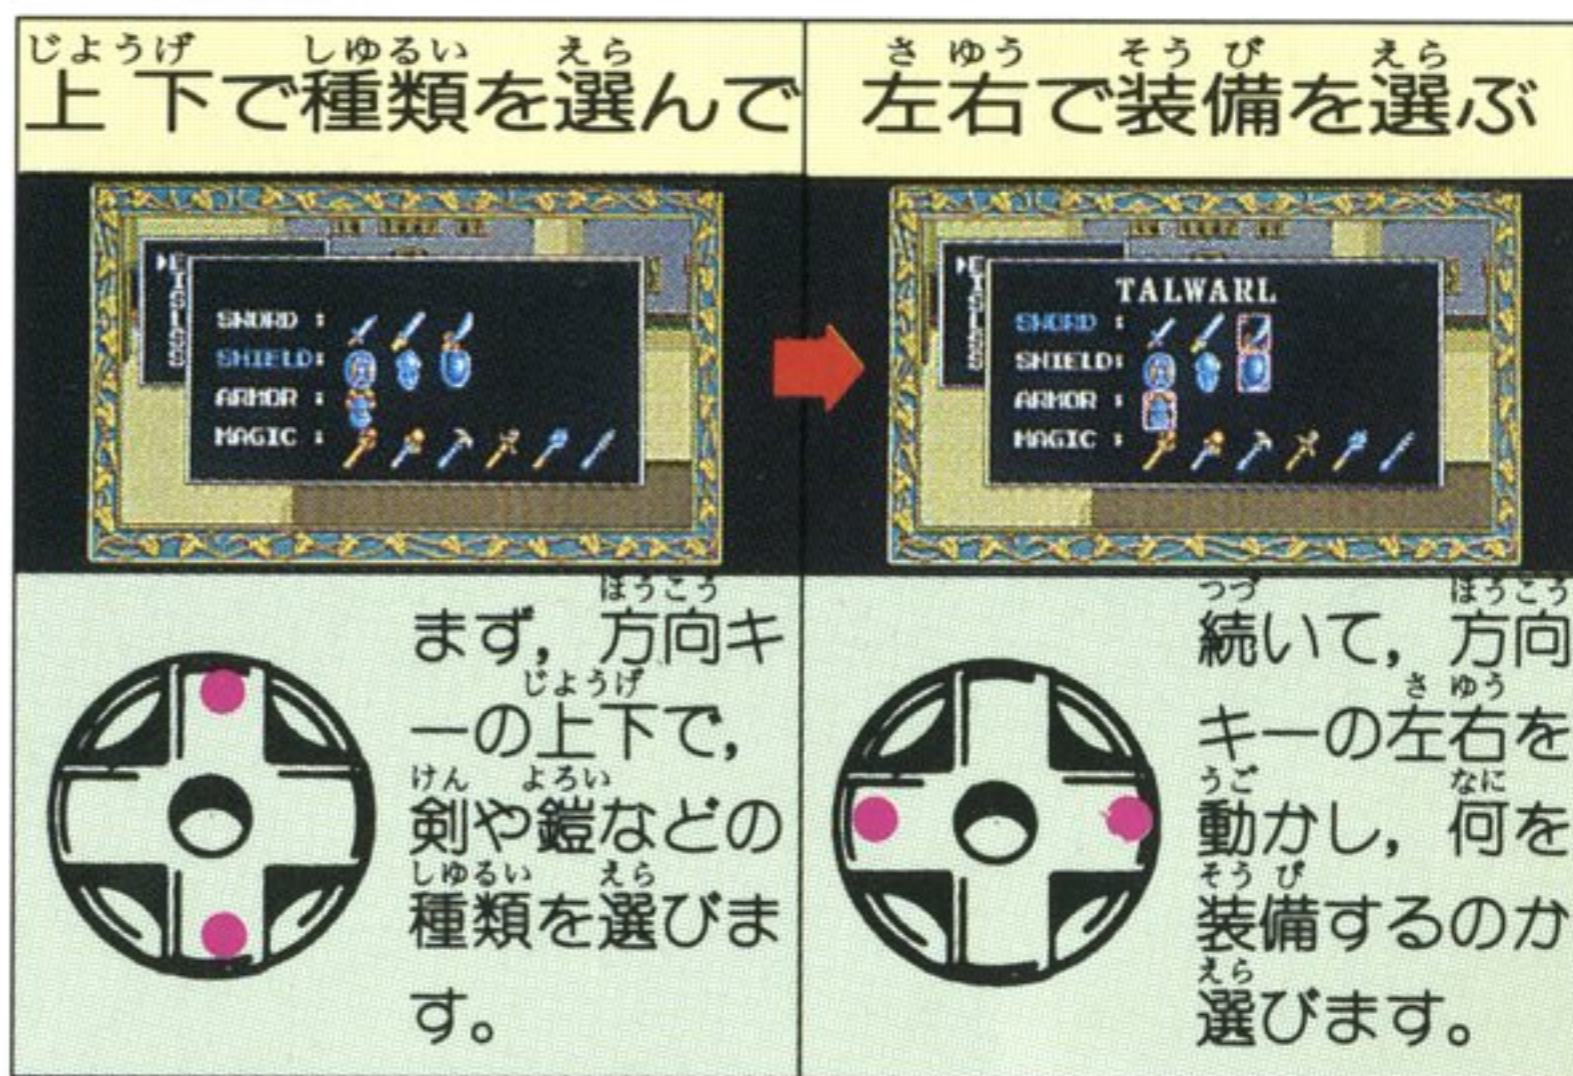 上下で種類を選んで
じようげ しゆるい えら
SWORD :
SHIELD:
ARMOR :
MAGIC :
まず，方向キ
ほうこう
ーの上下で，
じようげ
剣や鎧などの
けん よろい
種類を選びま
しゆるい えら
す。
左右で装備を選ぶ
さゆう そうび えら
TALWARL
SWORD :
SHIELD:
ARMOR :
MAGIC :
続いて，方向
つづ ほうこう
キーの左右を
さゆう
動かし，何を
うご なに
装備するのか
そうび
選びます。
えら